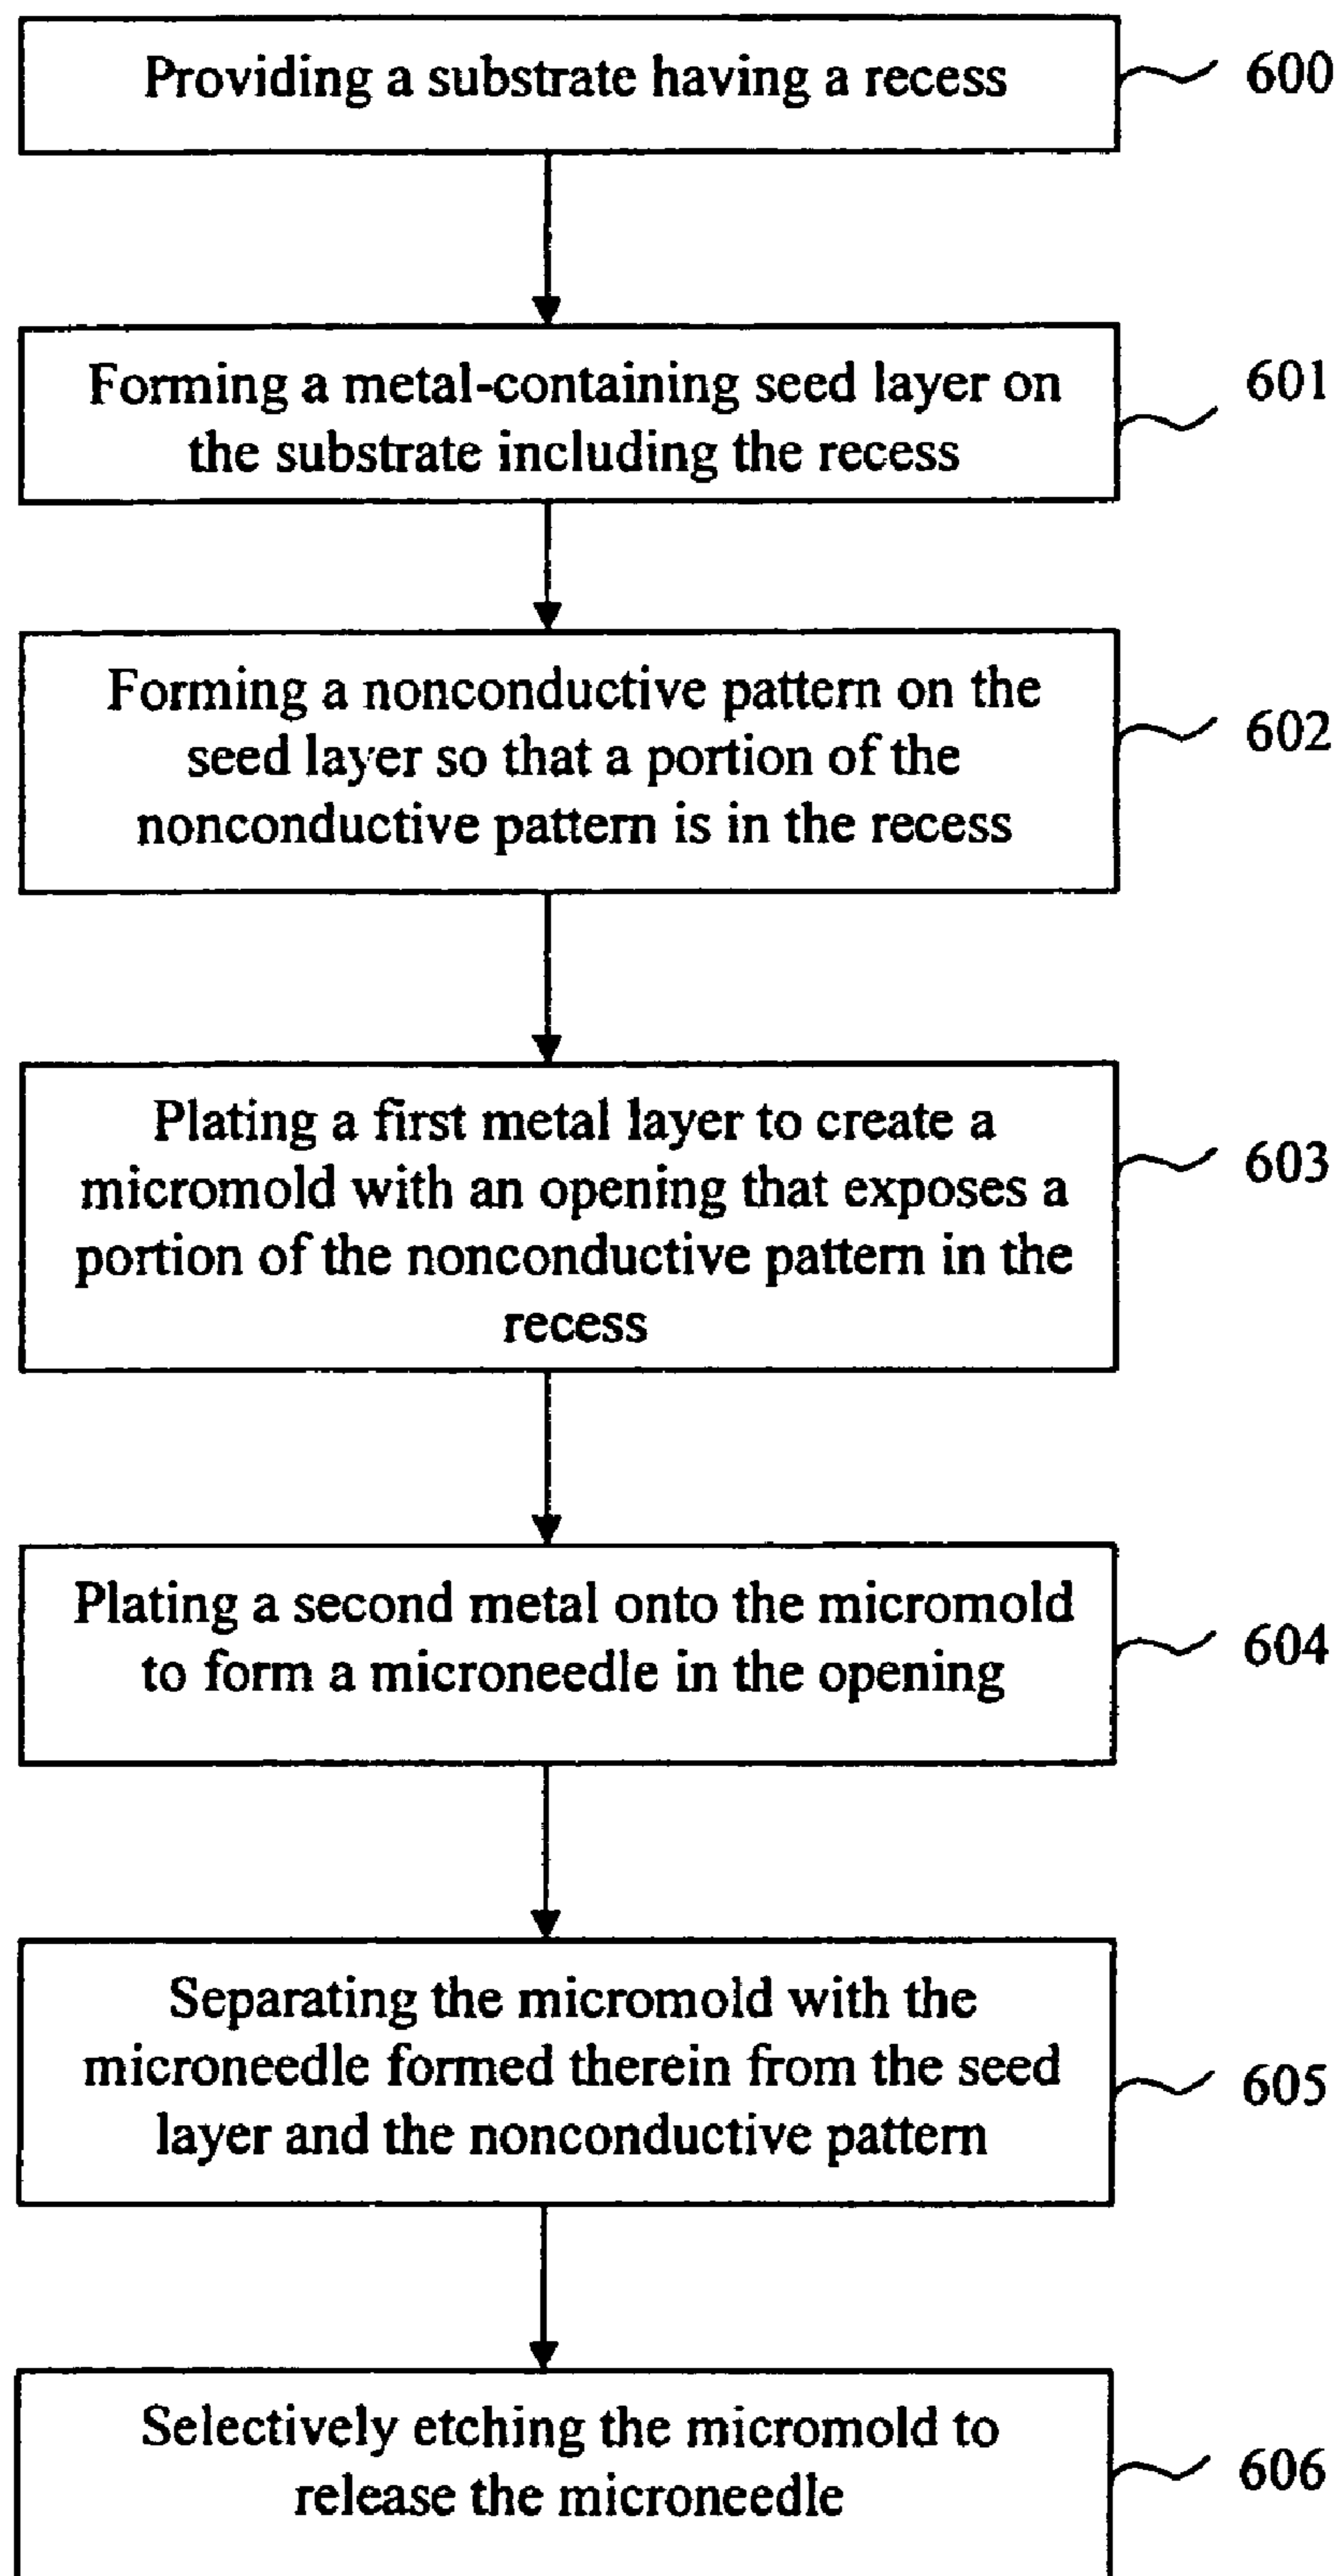 Providing a substrate having a recess
600
Forming a metal-containing seed layer on
the substrate including the recess
601
Forming a nonconductive pattern on the
seed layer so that a portion of the
nonconductive pattern is in the recess
602
Plating a first metal layer to create a
micromold with an opening that exposes a
portion of the nonconductive pattern in the
recess
603
Plating a second metal onto the micromold
to form a microneedle in the opening
604
Separating the micromold with the
microneedle formed therein from the seed
layer and the nonconductive pattern
605
Selectively etching the micromold to
release the microneedle
606